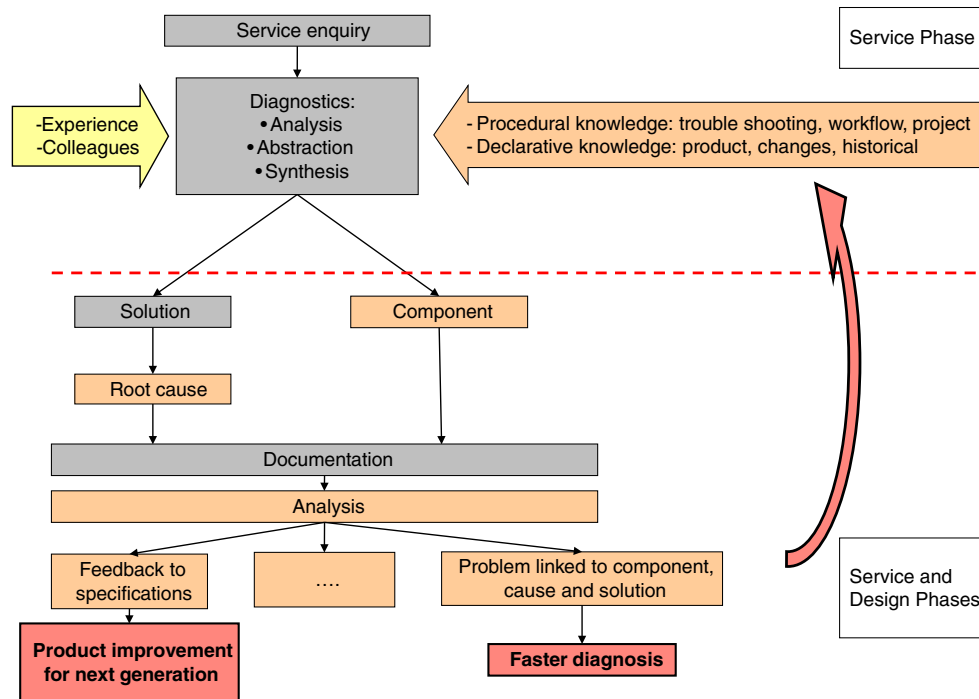 Service enquiry
Service Phase
Diagnostics:
•Analysis
•Abstraction
•Synthesis
-Experience
-Colleagues
- Procedural knowledge: trouble shooting, workflow, project
- Declarative knowledge: product, changes, historical
Solution
Component
Root cause
Documentation
Analysis
Feedback to
specifications
....
Problem linked to component,
cause and solution
Service and
Design Phases
Product improvement
for next generation
Faster diagnosis